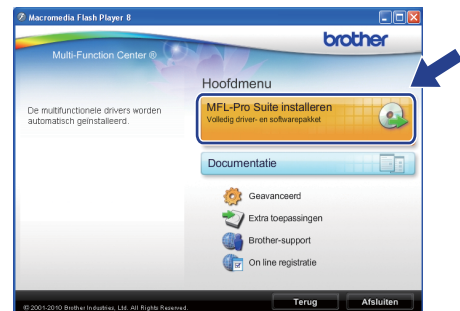 Macromedia Flash Player 8
brother
Multi-Function Center ®
Hoofdmenu
De multifunctionele drivers worden
automatisch geïnstalleerd.
MFL-Pro Suite installeren
Volledig driver- en softwarepakket
Documentatie
Geavanceerd
Extra toepassingen
Brother-support
On line registratie
© 2001-2010 Brother Industries, Ltd. All Rights Reserved.
Terug
Afsluiten